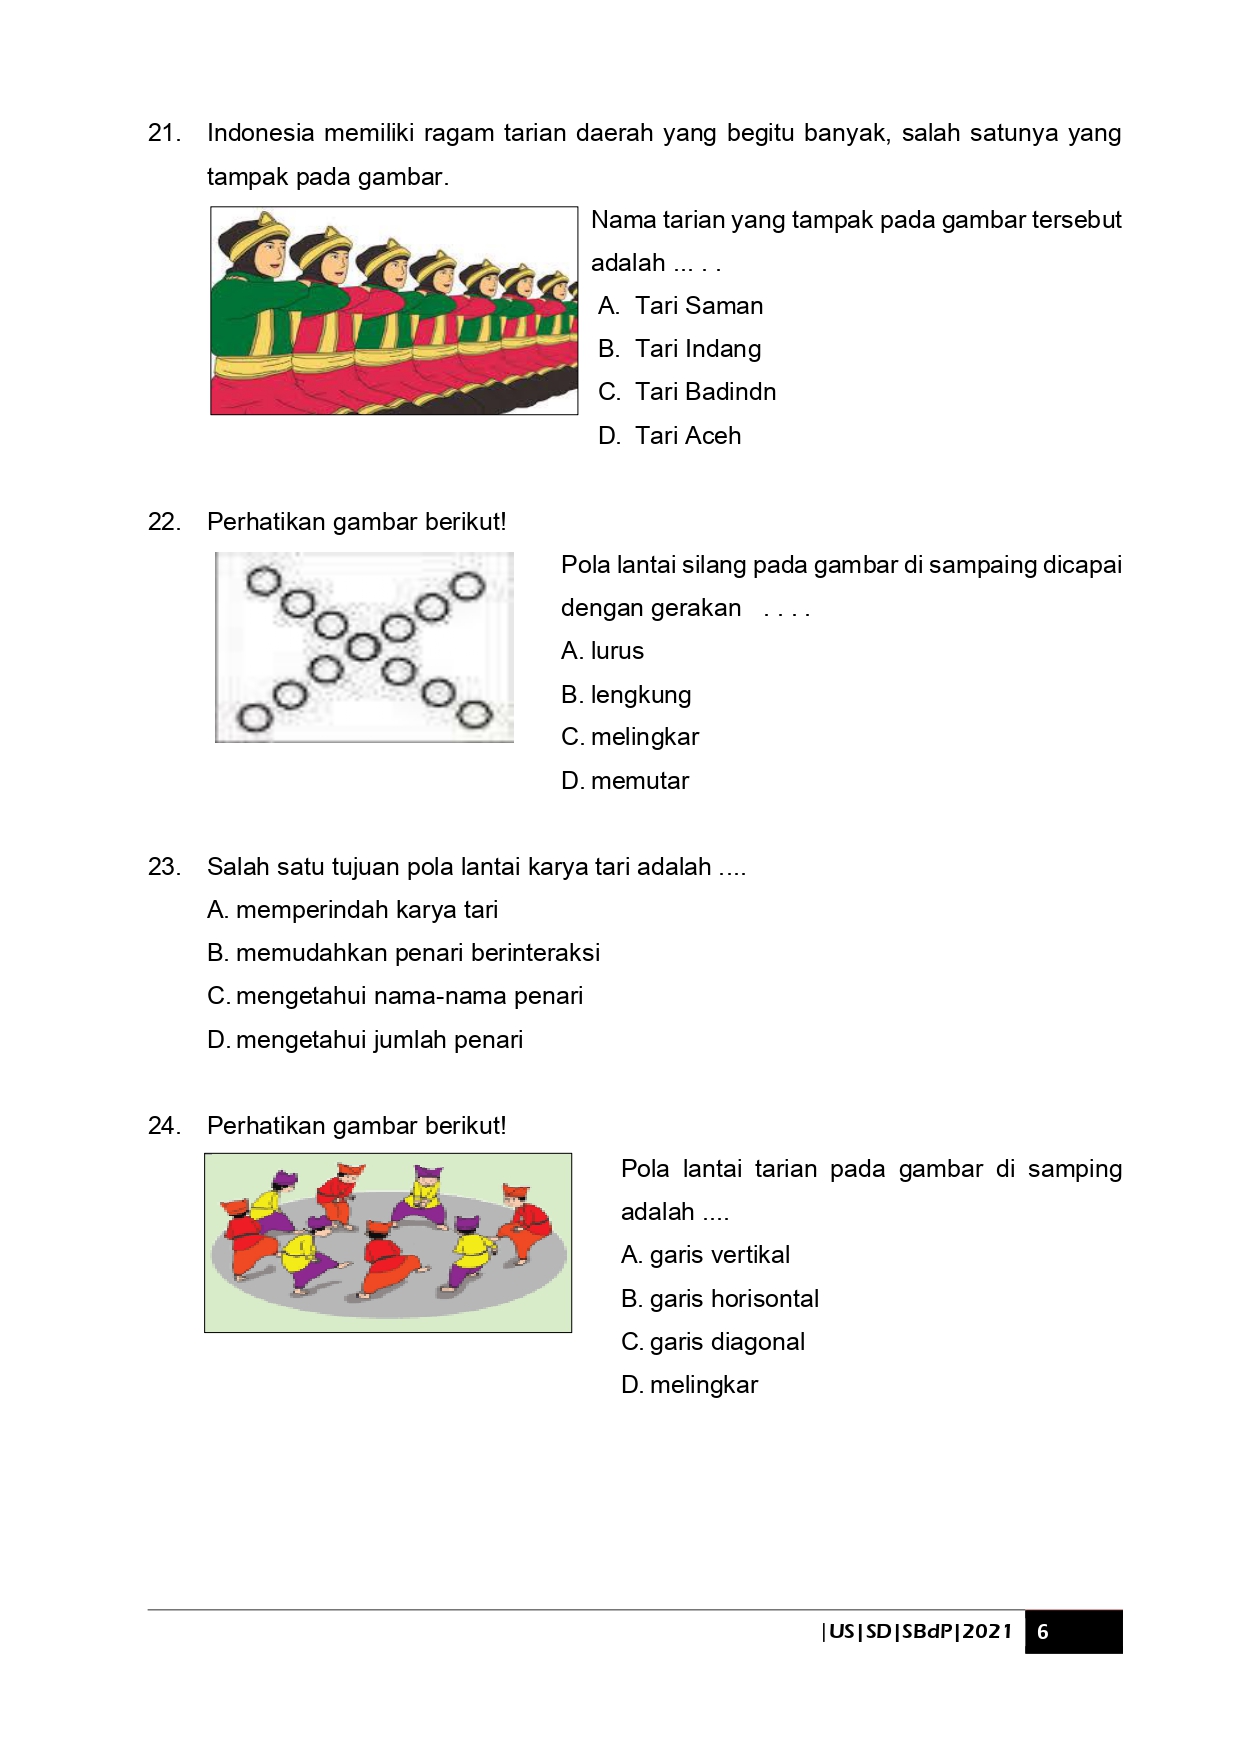 21. Indonesia memiliki ragam tarian daerah yang begitu banyak, salah satunya yang
tampak pada gambar.
Nama tarian yang tampak pada gambar tersebut
adalah ... . .
A. Tari Saman
B. Tari Indang
C. Tari Badindn
D. Tari Aceh
22. Perhatikan gambar berikut!
Pola lantai silang pada gambar di sampaing dicapai
dengan gerakan . . . .
A. lurus
B. lengkung
C. melingkar
D. memutar
23. Salah satu tujuan pola lantai karya tari adalah ....
A. memperindah karya tari
B. memudahkan penari berinteraksi
C. mengetahui nama-nama penari
D. mengetahui jumlah penari
24. Perhatikan gambar berikut!
Pola lantai tarian pada gambar di samping
adalah ....
A. garis vertikal
B. garis horisontal
C. garis diagonal
D. melingkar
|US|SD|SBdP|2021 6